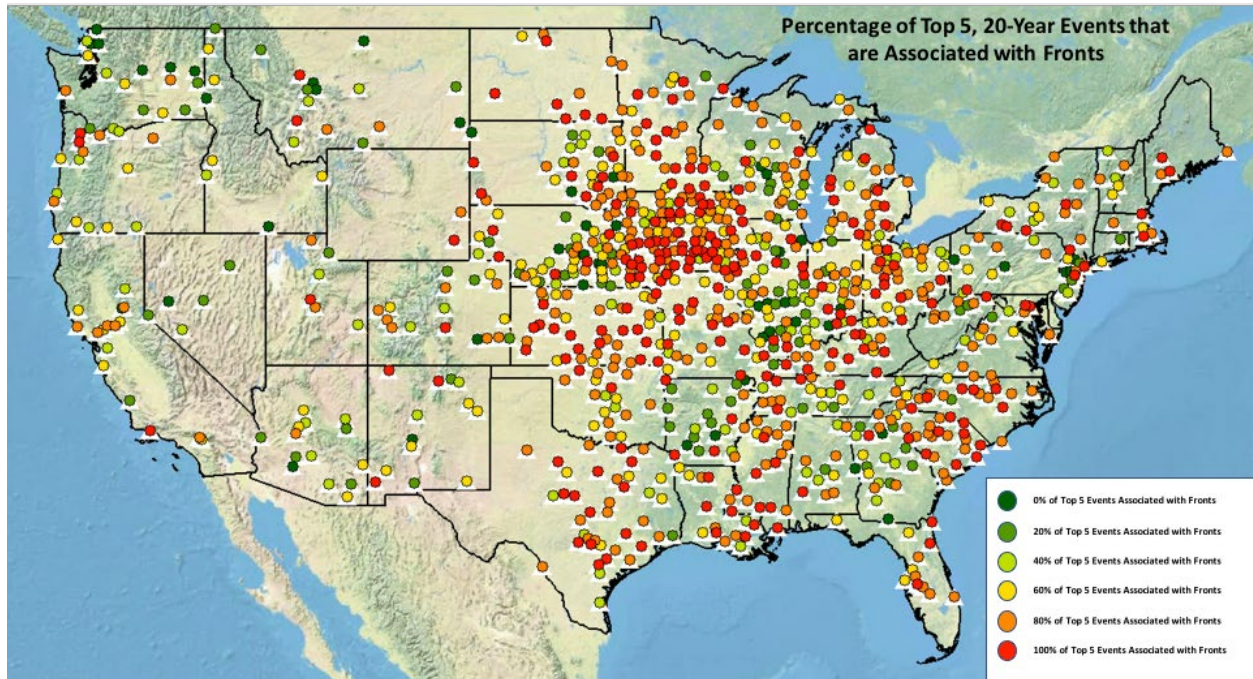 Percentage of Top 5, 20-Year Events that
are Associated with Fronts
0% of Top 5 Events Associated with Fronts
20% of Top 5 Events Associated with Fronts
40% of Top 5 Events Associated with Fronts
60% of Top 5 Events Associated with Fronts
80% of Top 5 Events Associated with Fronts
100% of Top 5 Events Associated with Fronts